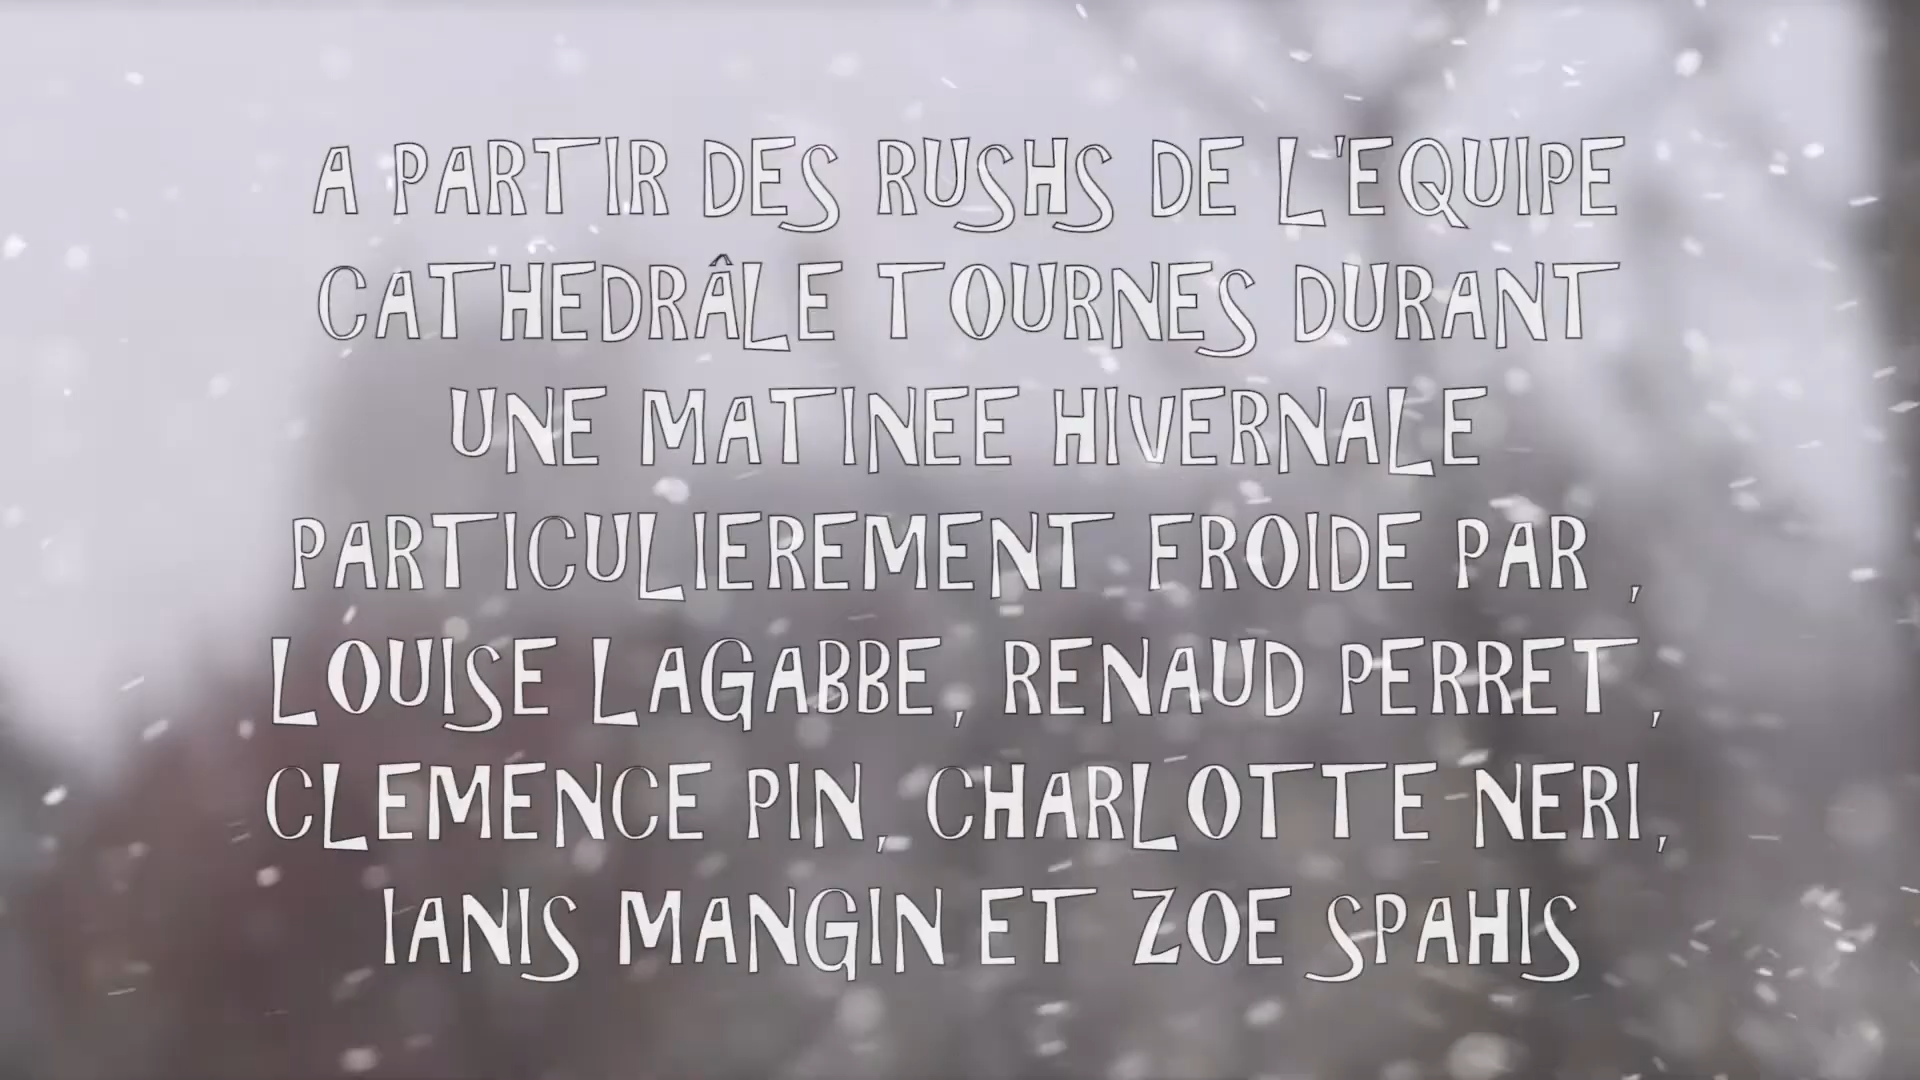 A PARTIR DES RUSHS DE L'EQUIPE
CATHEDRÂLE TOURNES DURANT
UNE MATINEE HIVERNALE
PARTICULIEREMENT FROIDE PAR ,
LOUISE LAGABBE, RENAUD PERRET ,
CLEMENCE PIN, CHARLOTTE NERI,
IANIS MANGIN ET ZOE SPAHIS